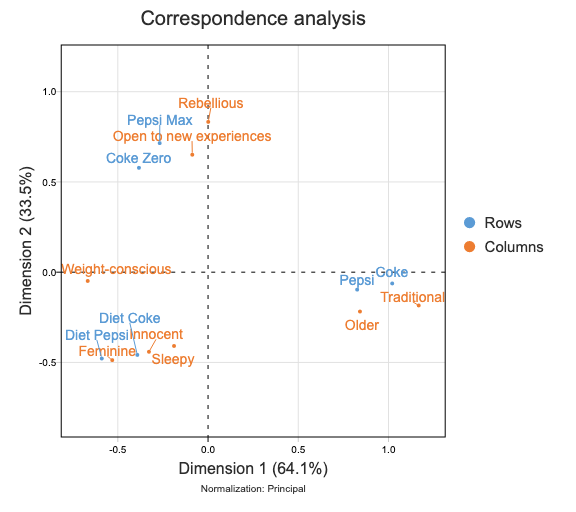 Correspondence analysis
Rebellious
Pepsi Max
Open to new experiences
Coke Zero
Weight-conscious
Pepsi
Coke
Traditional
Older
Diet Coke
Diet Pepsi
Innocent
Feminine
Sleepy
1.0
0.5
0.0
-0.5
-0.5
0.0
0.5
1.0
Dimension 2 (33.5%)
Dimension 1 (64.1%)
Normalization: Principal
Rows
Columns